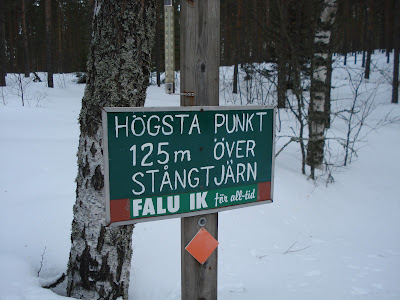 HÖGSTA PUNKT
125m ÖVER
STÅNGTJÄRN
FALU IK för all-tid